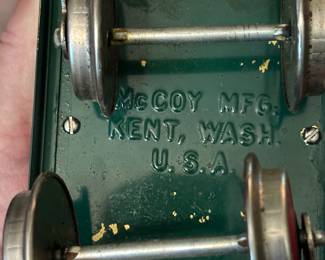 McCOY MFG.
KENT, WASH.
U.S.A.